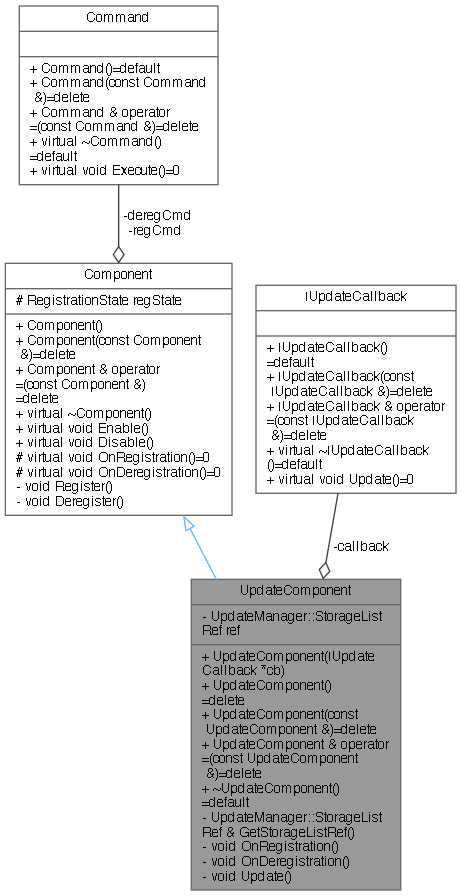 Command
+ Command()=default
+ Command(const Command
&)=delete
+ Command & operator
=(const Command &)=delete
+ virtual ~Command()
=default
+ virtual void Execute()=0
-deregCmd
-regCmd
Component
# RegistrationState regState
+ Component()
+ Component(const Component
&)=delete
+ Component & operator
=(const Component &)
=delete
+ virtual ~Component()
+ virtual void Enable()
+ virtual void Disable()
# virtual void OnRegistration()=0
# virtual void OnDeregistration()=0
- void Register()
- void Deregister()
IUpdateCallback
+ IUpdateCallback()
=default
+ IUpdateCallback(const
IUpdateCallback &)=delete
+ IUpdateCallback & operator
=(const IUpdateCallback
&)=delete
+ virtual ~IUpdateCallback
()=default
+ virtual void Update()=0
-callback
UpdateComponent
- UpdateManager::StorageList
Ref ref
+ UpdateComponent(IUpdate
Callback *cb)
+ UpdateComponent()
=delete
+ UpdateComponent(const
UpdateComponent &)=delete
+ UpdateComponent & operator
=(const UpdateComponent
&)=delete
+ ~UpdateComponent()
=default
- UpdateManager::StorageList
Ref & GetStorageListRef()
- void OnRegistration()
- void OnDeregistration()
- void Update()